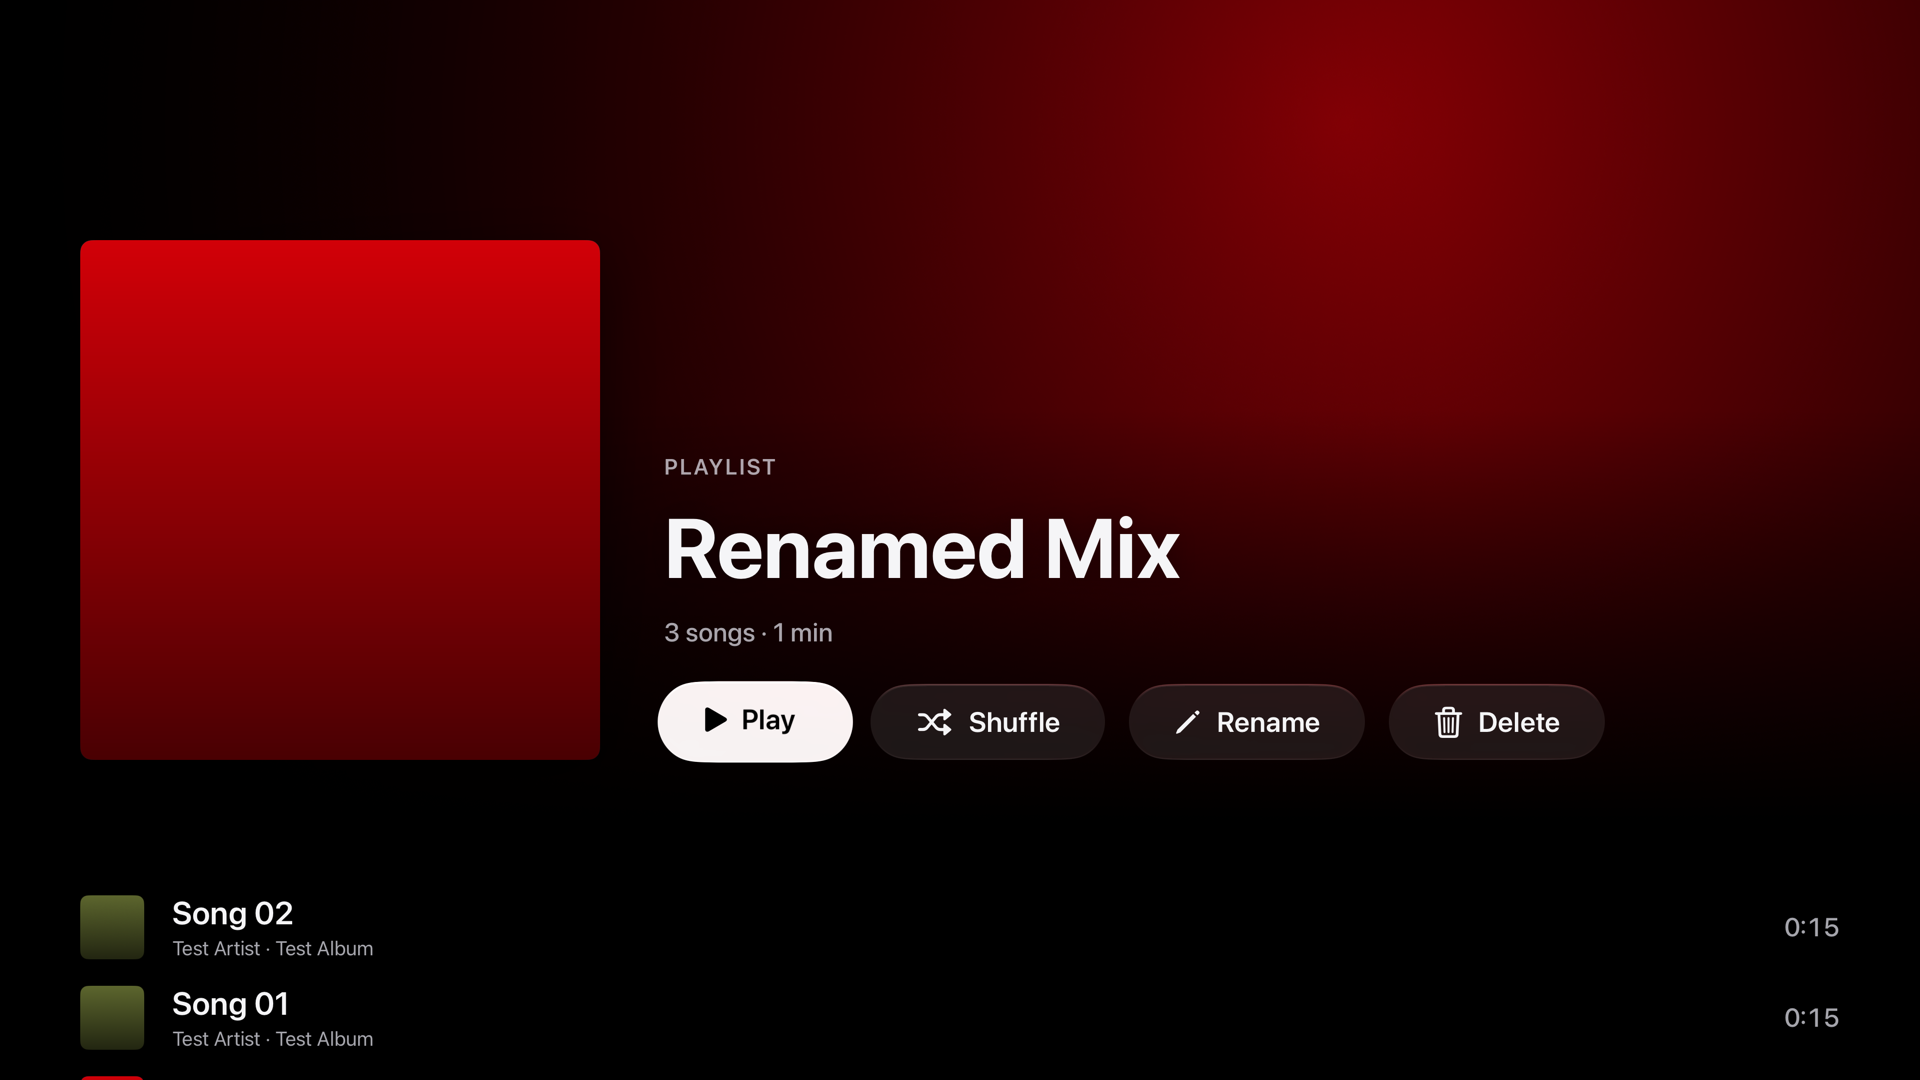 PLAYLIST
Renamed Mix
3 songs · 1 min
Play
Shuffle
Rename
Delete
Song 02
Test Artist · Test Album
0:15
Song 01
Test Artist · Test Album
0:15